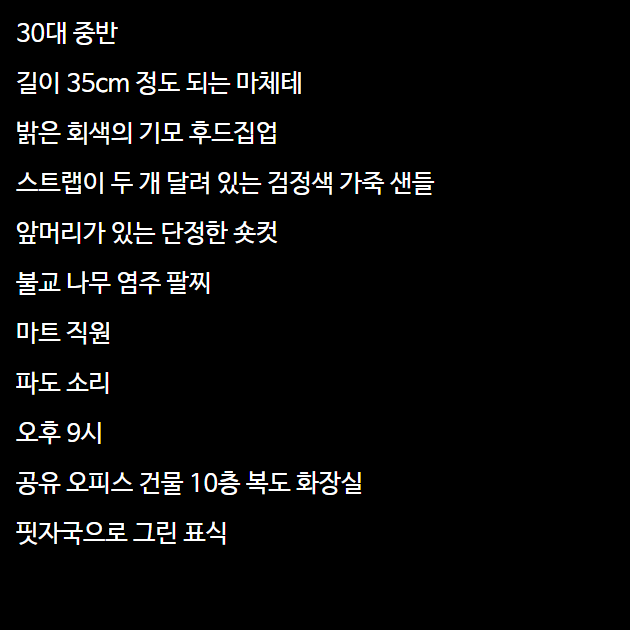 30대 중반
길이 35cm 정도 되는 마체테
밝은 회색의 기모 후드집업
스트랩이 두 개 달려 있는 검정색 가죽 샌들
앞머리가 있는 단정한 숏컷
불교 나무 염주 팔찌
마트 직원
파도 소리
오후 9시
공유 오피스 건물 10층 복도 화장실
핏자국으로 그린 표식